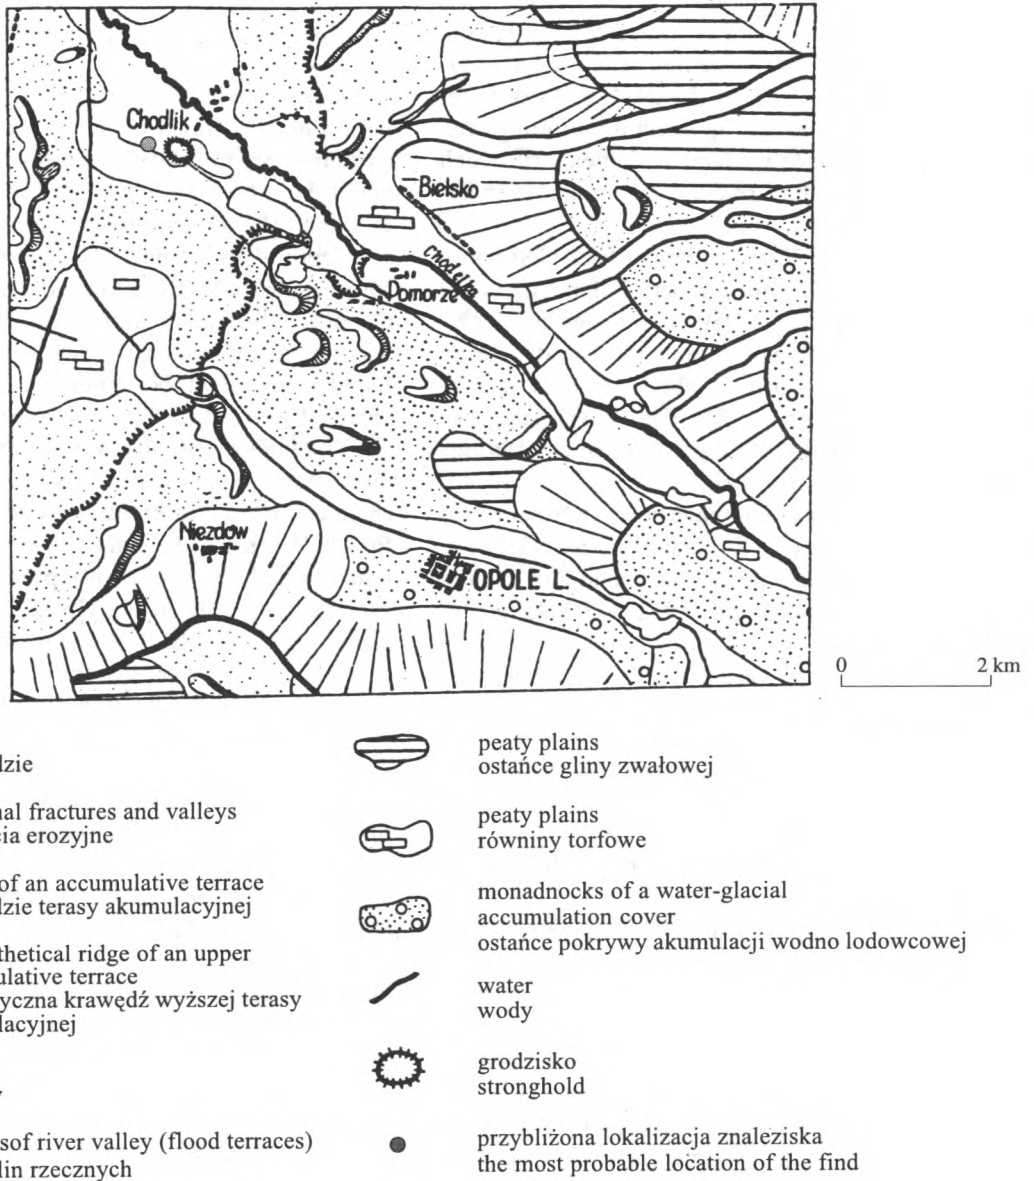 Chodlik
Bielsko
Chodelka
Pomorze
Niezdów
OPOLE L.
0 2 km
dzie
nal fractures and valleys
cia erozyjne
of an accumulative terrace
dzie terasy akumulacyjnej
thetical ridge of an upper
ulative terrace
yczna krawędź wyższej terasy
lacyjnej
sof river valley (flood terraces)
lin rzecznych
peaty plains
ostańce gliny zwałowej
peaty plains
równiny torfowe
monadnocks of a water-glacial
accumulation cover
ostańce pokrywy akumulacji wodno lodowcowej
water
wody
grodzisko
stronghold
przybliżona lokalizacja znaleziska
the most probable location of the find